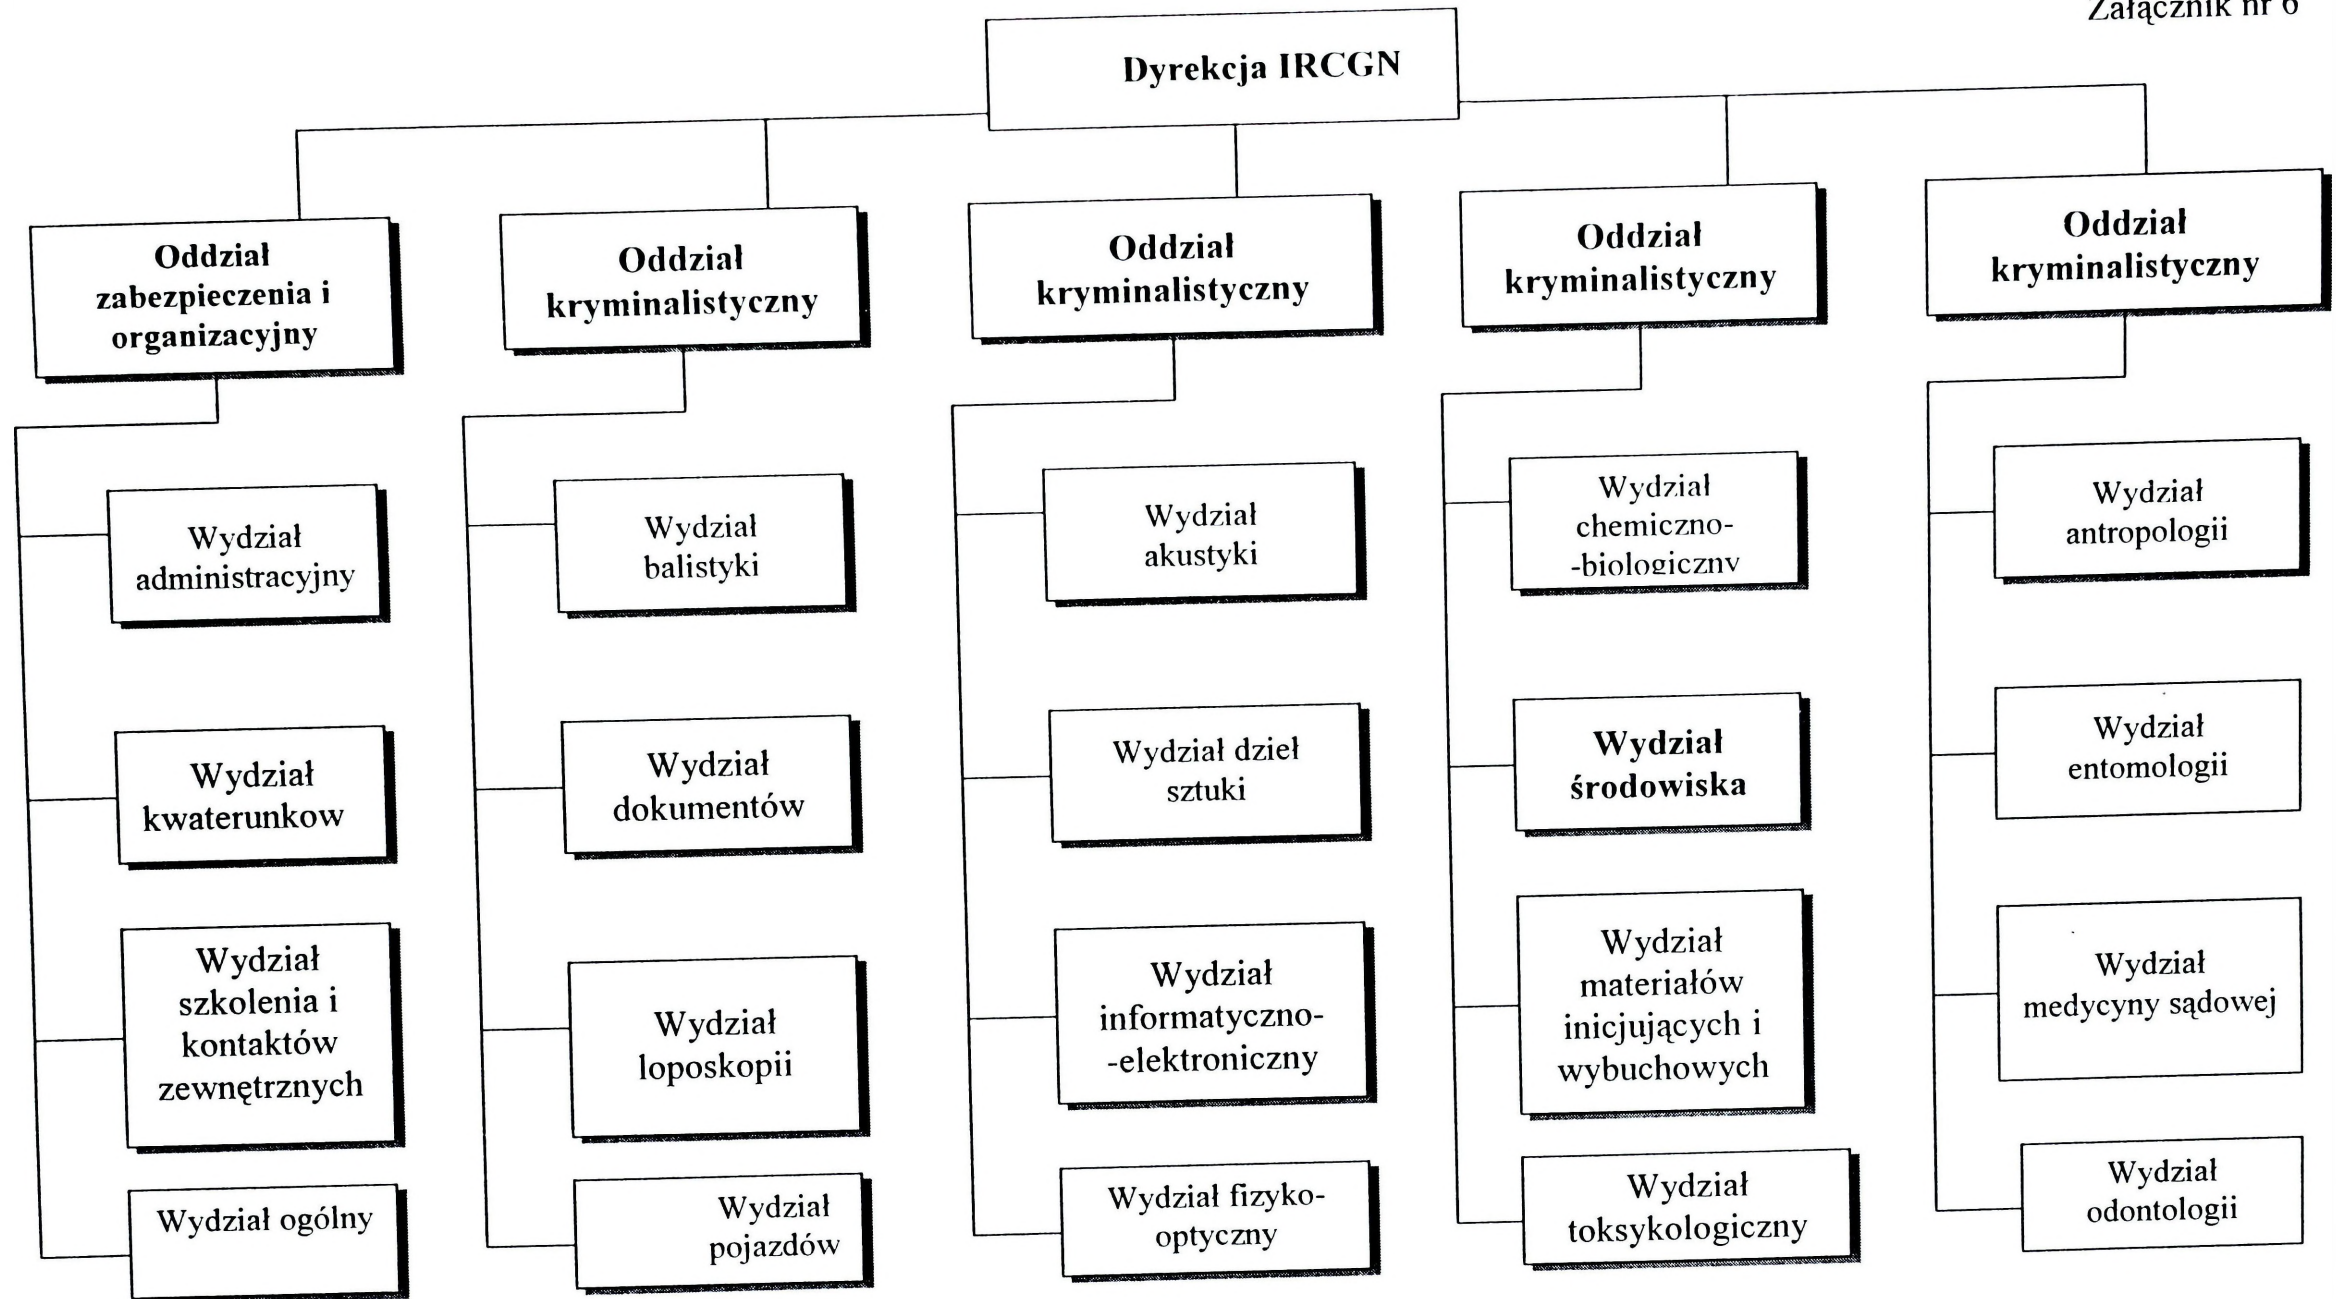 Załącznik nr 6
Dyrekcja IRCGN
Oddział
zabezpieczenia i
organizacyjny
Wydział
administracyjny
Wydział
kwaterunkow
Wydział
szkolenia i
kontaktów
zewnętrznych
Wydział ogólny
Oddział
kryminalistyczny
Wydział
balistyki
Wydział
dokumentów
Wydział
loposkopii
Wydział
pojazdów
Oddział
kryminalistyczny
Wydział
akustyki
Wydział dzieł
sztuki
Wydział
informatyczno-
-elektroniczny
Wydział fizyko-
optyczny
Oddział
kryminalistyczny
Wydział
chemiczno-
-biologiczny
Wydział
środowiska
Wydział
materiałów
inicjujących i
wybuchowych
Wydział
toksykologiczny
Oddział
kryminalistyczny
Wydział
antropologii
Wydział
entomologii
Wydział
medycyny sądowej
Wydział
odontologii